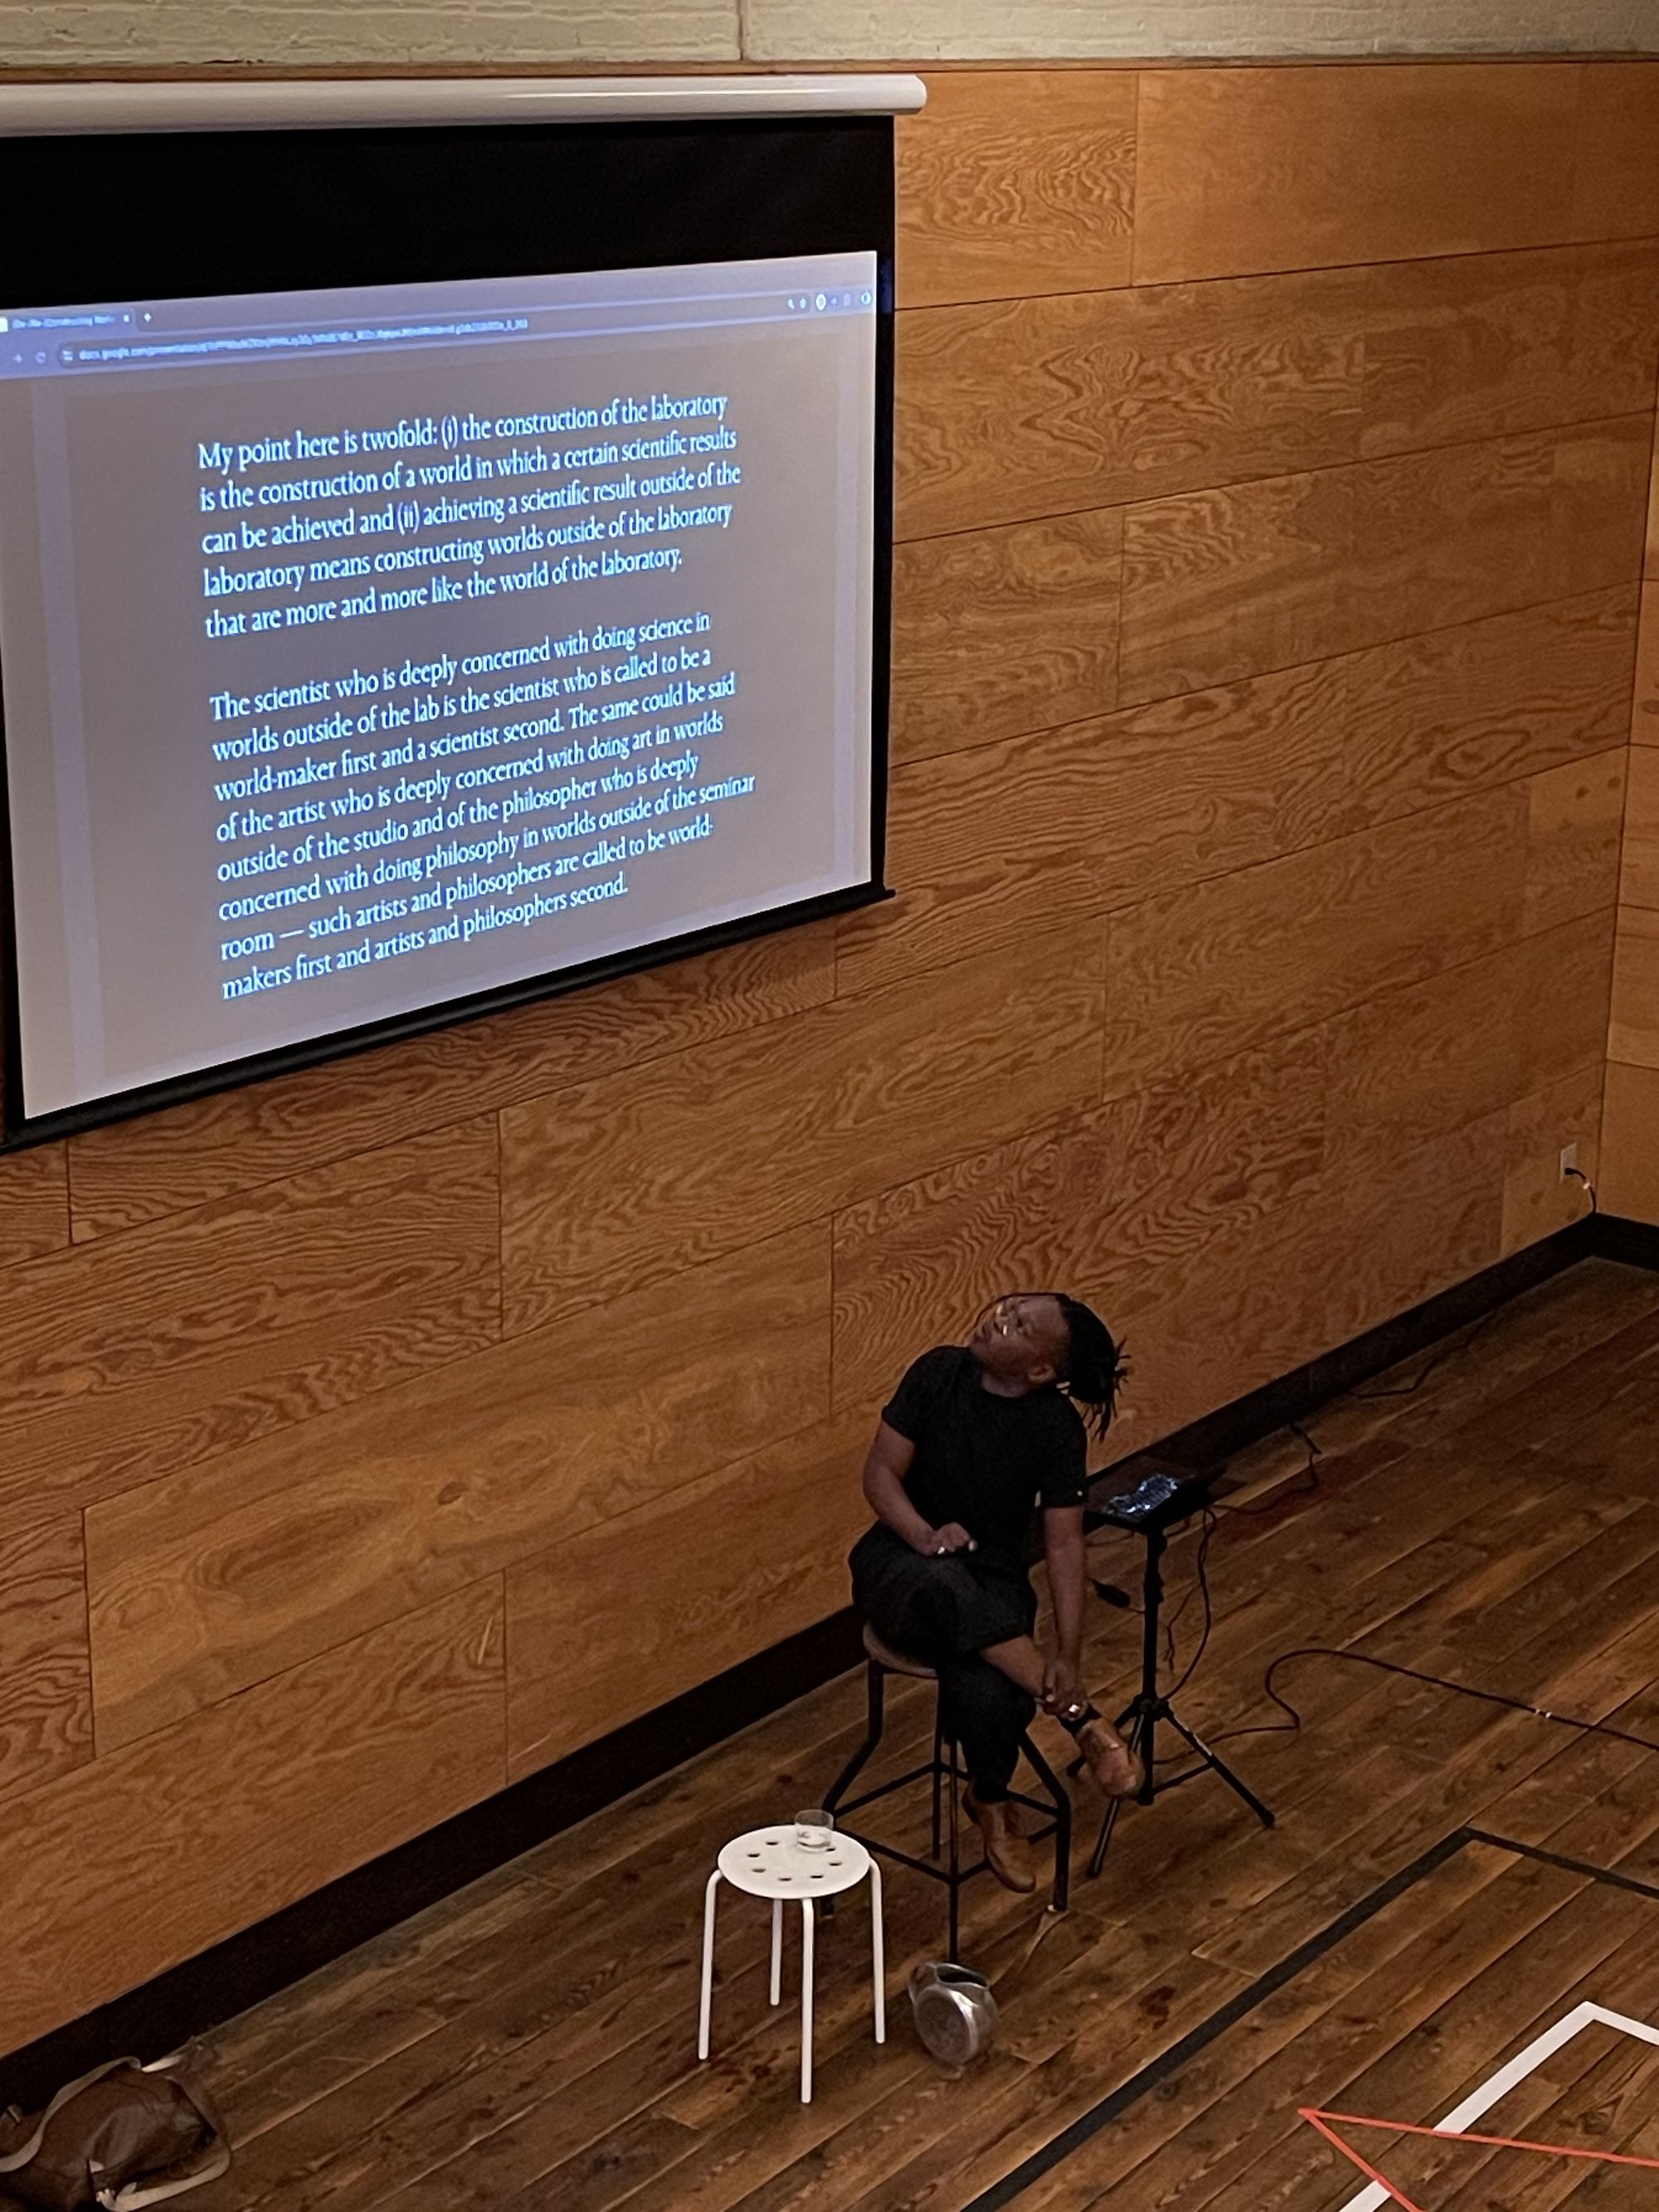 My point here is twofold: (i) the construction of the laboratory
is the construction of a world in which a certain scientific results
can be achieved and (ii) achieving a scientific result outside of the
laboratory means constructing worlds outside of the laboratory
that are more and more like the world of the laboratory.
The scientist who is deeply concerned with doing science in
worlds outside of the lab is the scientist who is called to be a
world-maker first and a scientist second. The same could be said
of the artist who is deeply concerned with doing art in worlds
outside of the studio and of the philosopher who is deeply
concerned with doing philosophy in worlds outside of the seminar
room — such artists and philosophers are called to be world-
makers first and artists and philosophers second.